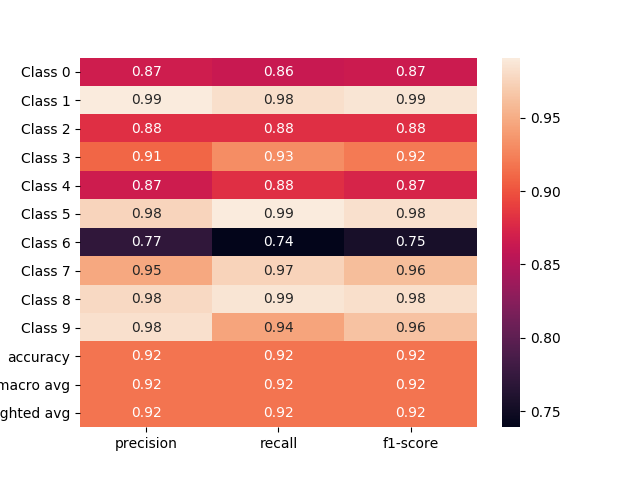 Class 0 0.87 0.86 0.87
Class 1 0.99 0.98 0.99
Class 2 0.88 0.88 0.88
Class 3 0.91 0.93 0.92
Class 4 0.87 0.88 0.87
Class 5 0.98 0.99 0.98
Class 6 0.77 0.74 0.75
Class 7 0.95 0.97 0.96
Class 8 0.98 0.99 0.98
Class 9 0.98 0.94 0.96
accuracy 0.92 0.92 0.92
macro avg 0.92 0.92 0.92
ghted avg 0.92 0.92 0.92
precision recall f1-score
0.95
0.90
0.85
0.80
0.75